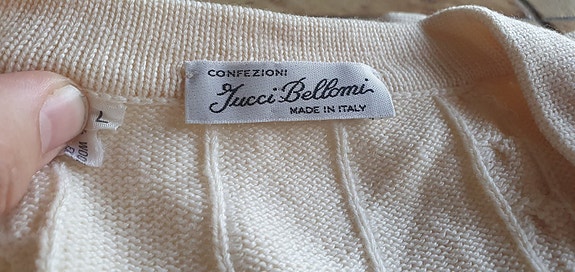 CONFEZIONI
Jucci Bellomi
MADE IN ITALY
L